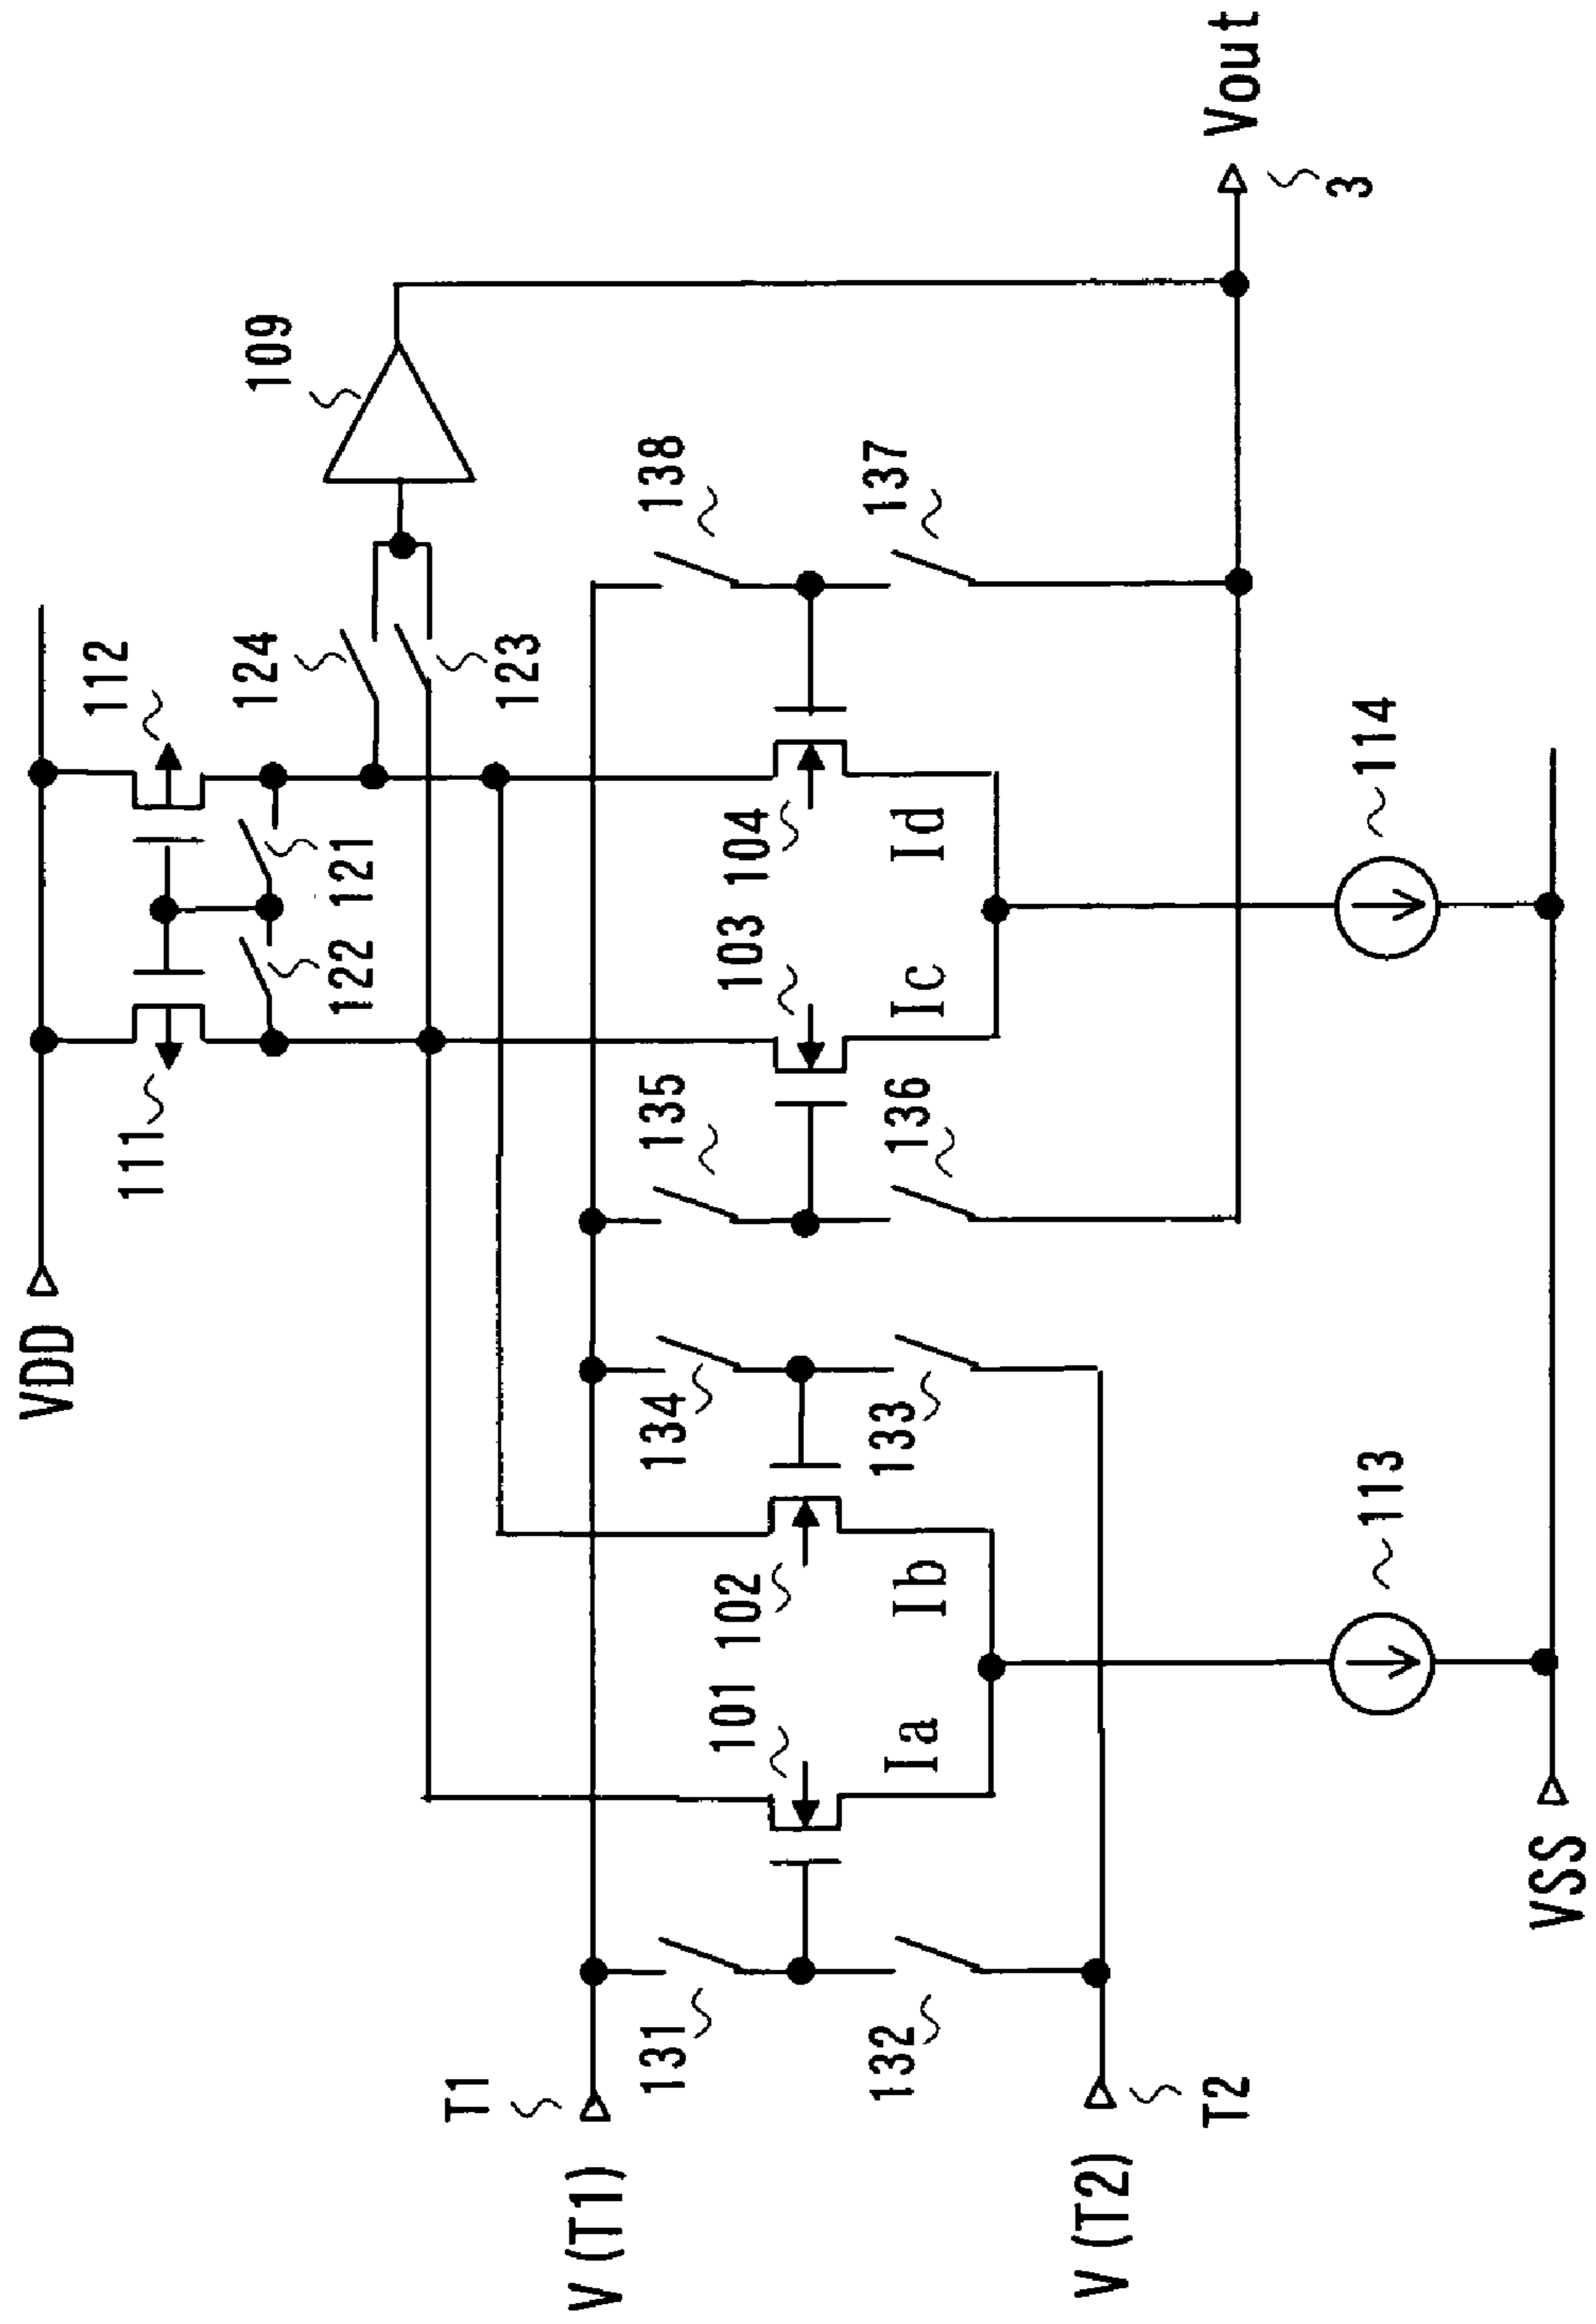 VDD
111
112
122
121
124
123
109
T1
V (T1)
131
132
101
102
Ia
Ib
134
133
135
136
103
104
Ic
Id
138
137
V (T2)
T2
113
114
Vout
3
VSS